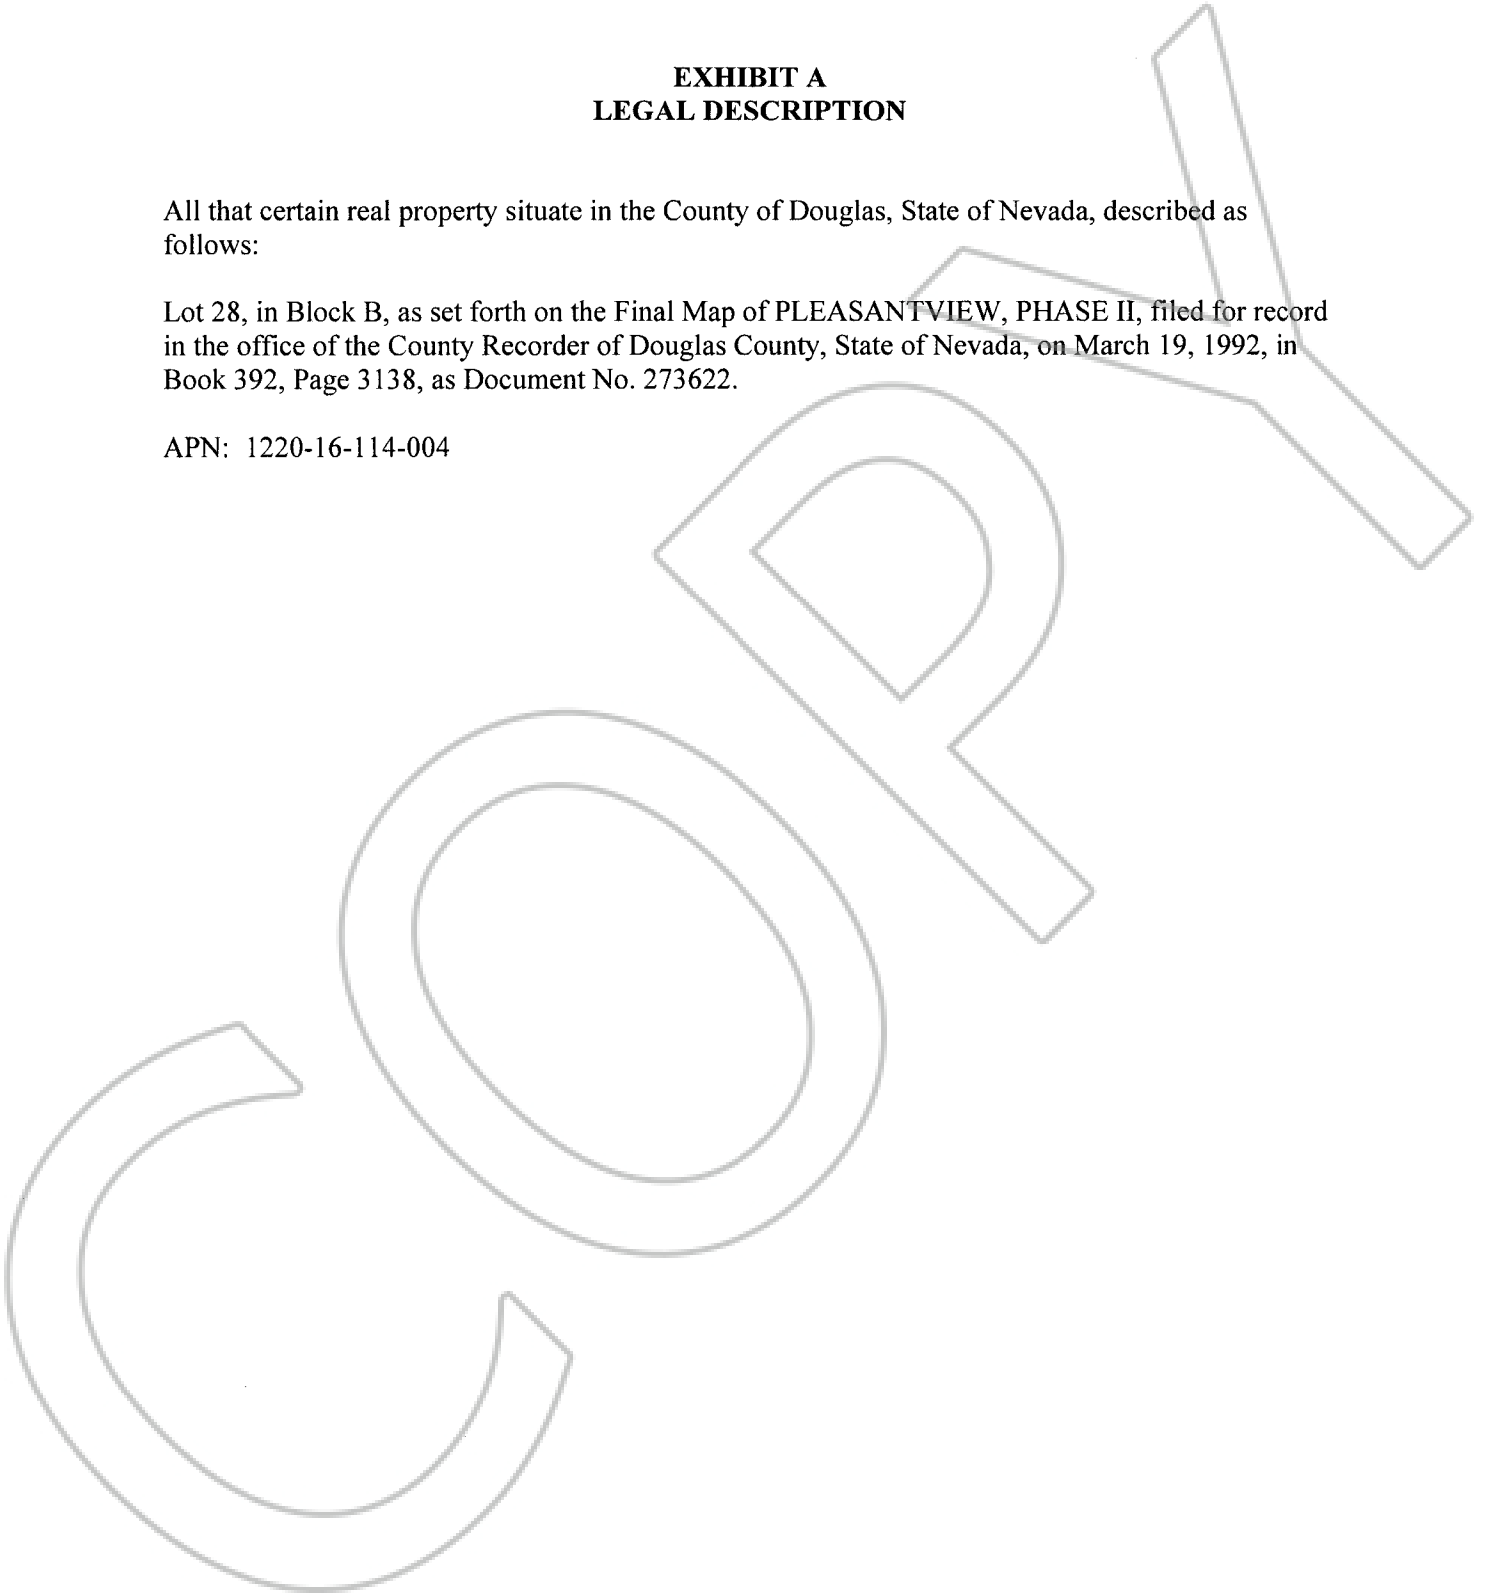 EXHIBIT A
LEGAL DESCRIPTION
All that certain real property situate in the County of Douglas, State of Nevada, described as
follows:
Lot 28, in Block B, as set forth on the Final Map of PLEASANTVIEW, PHASE II, filed for record
in the office of the County Recorder of Douglas County, State of Nevada, on March 19, 1992, in
Book 392, Page 3138, as Document No. 273622.
APN: 1220-16-114-004
COPY